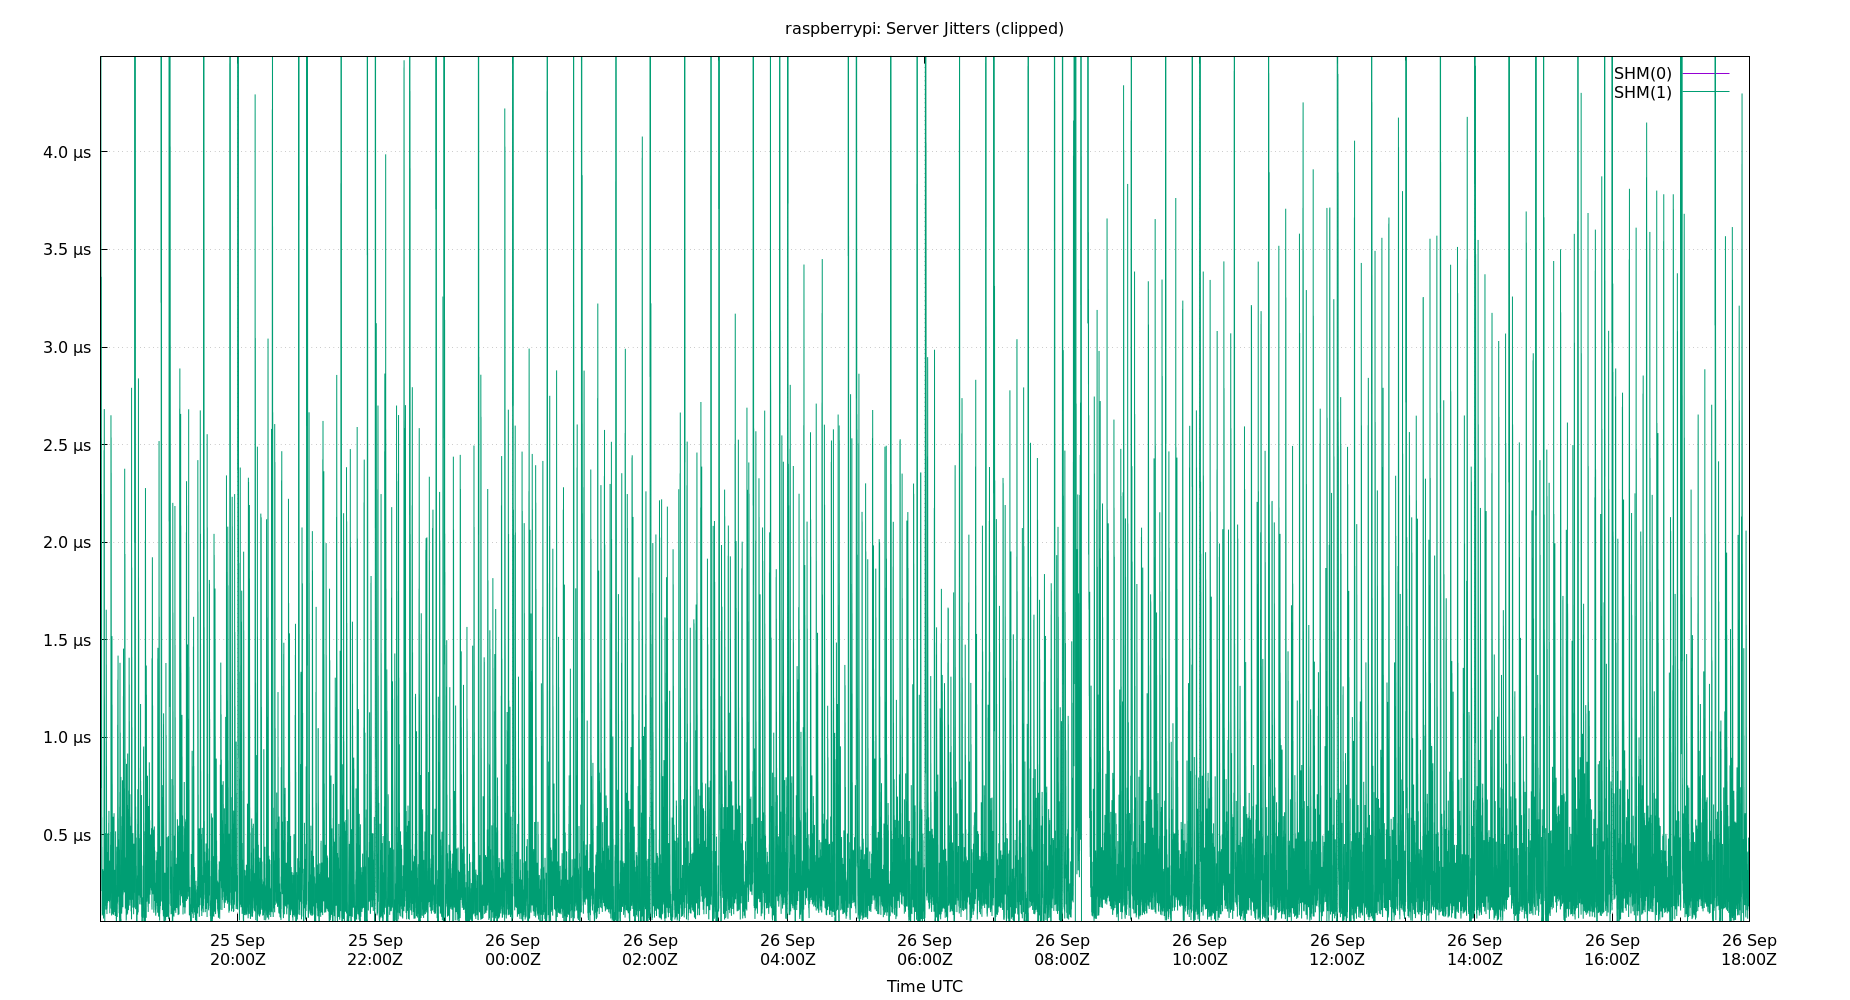 raspberrypi: Server Jitters (clipped)
SHM(0)
SHM(1)
4.0 µs
3.5 µs
3.0 µs
2.5 µs
2.0 µs
1.5 µs
1.0 µs
0.5 µs
25 Sep 25 Sep 26 Sep 26 Sep 26 Sep 26 Sep 26 Sep 26 Sep 26 Sep 26 Sep 26 Sep 26 Sep
20:00Z 22:00Z 00:00Z 02:00Z 04:00Z 06:00Z 08:00Z 10:00Z 12:00Z 14:00Z 16:00Z 18:00Z
Time UTC